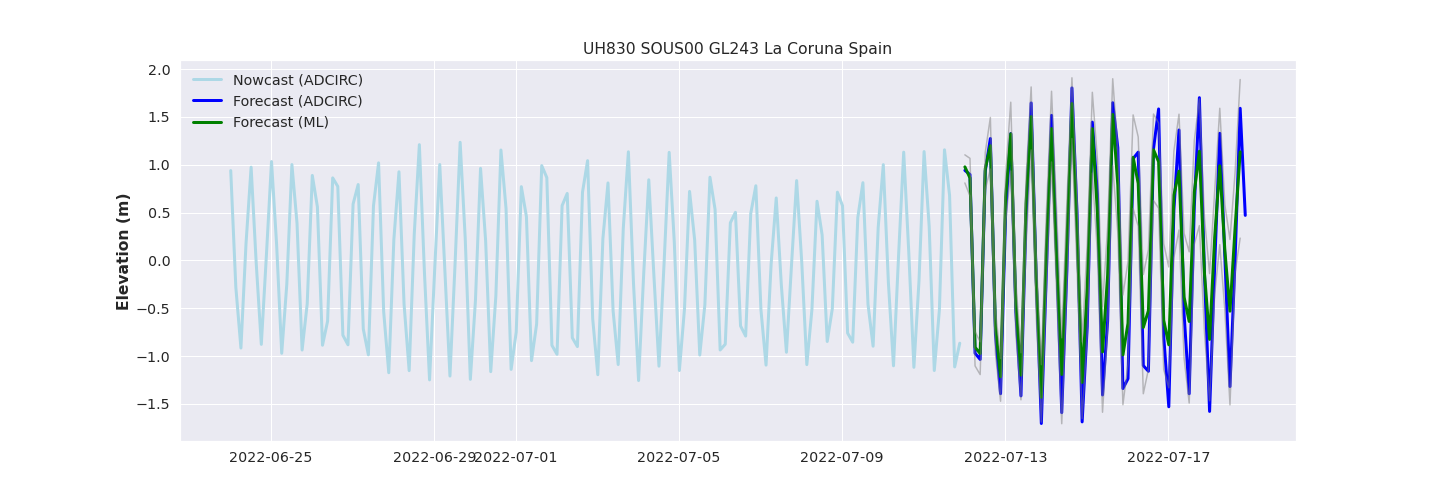 UH830 SOUS00 GL243 La Coruna Spain
Nowcast (ADCIRC)
Forecast (ADCIRC)
Forecast (ML)
Elevation (m)
2.0
1.5
1.0
0.5
0.0
−0.5
−1.0
−1.5
2022-06-25 2022-06-29 2022-07-01 2022-07-05 2022-07-09 2022-07-13 2022-07-17